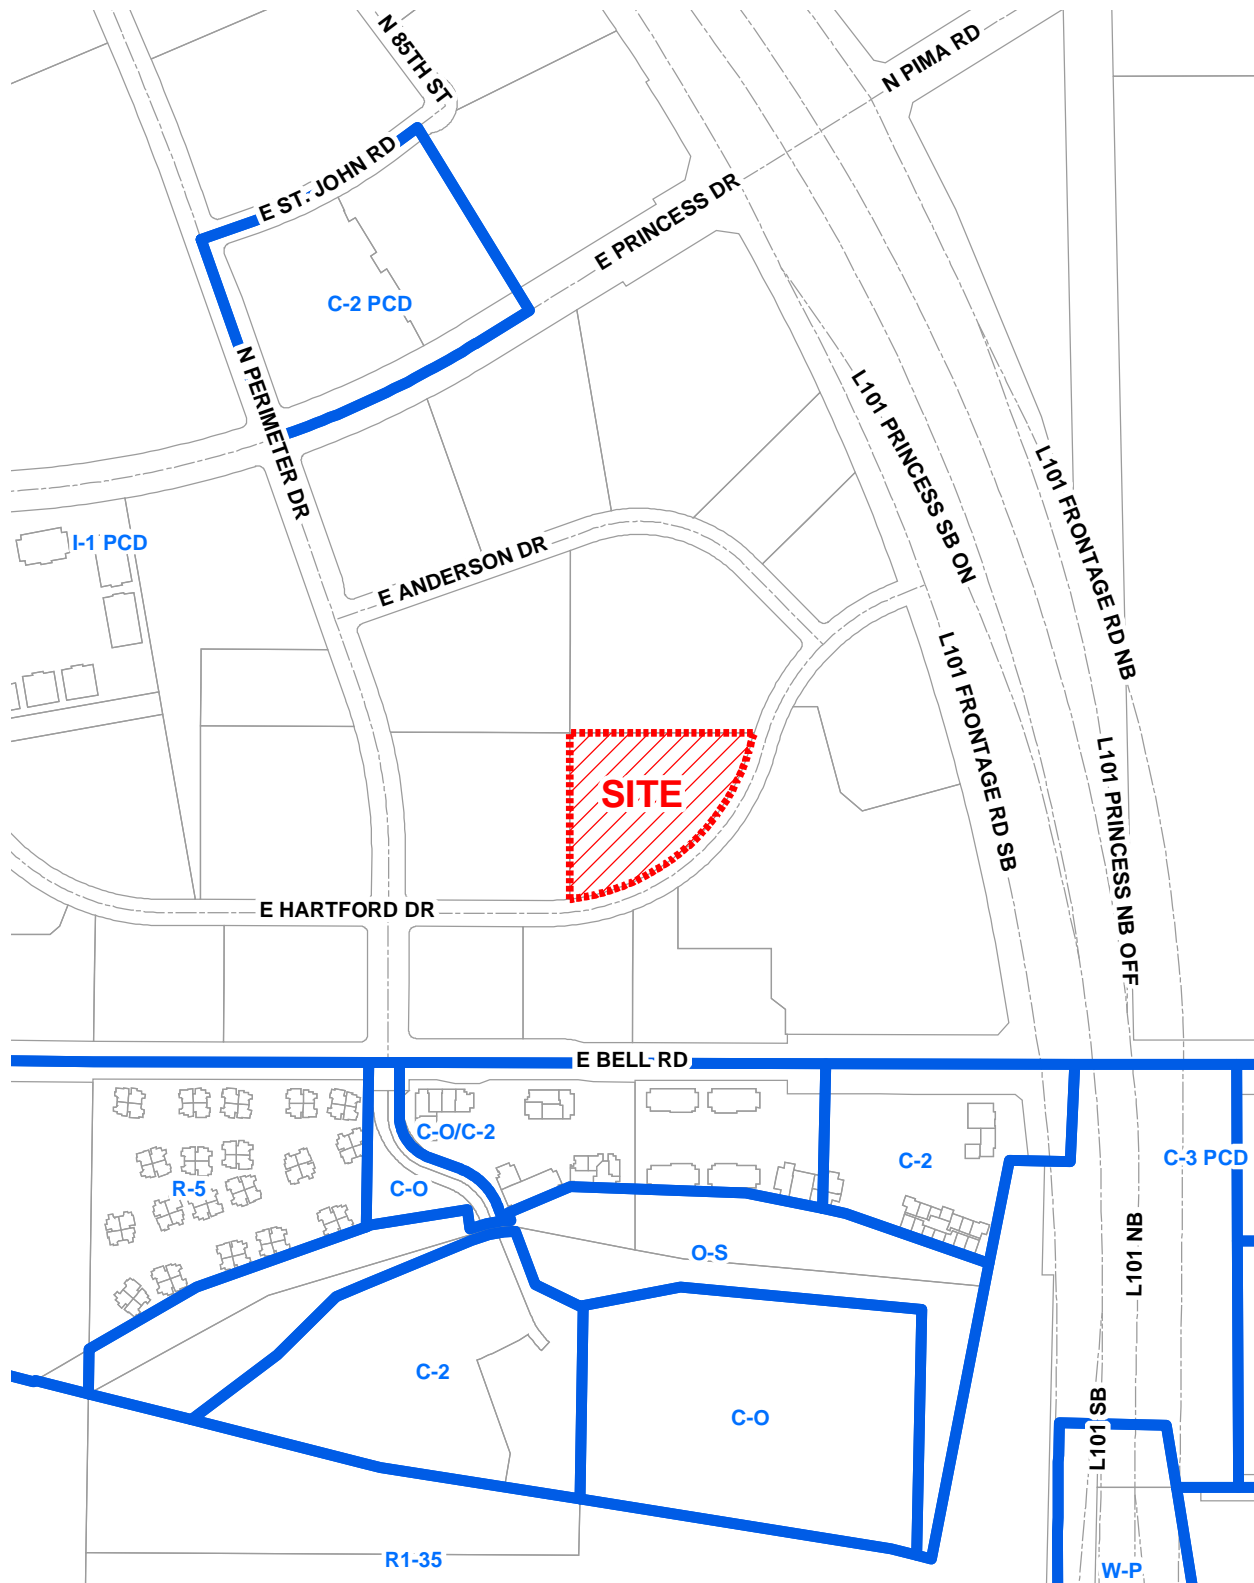 N 85TH ST
N PIMA RD
E ST. JOHN RD
E PRINCESS DR
C-2 PCD
N PERIMETER DR
L101 PRINCESS SB ON
L101 FRONTAGE RD NB
I-1 PCD
E ANDERSON DR
L101 FRONTAGE RD SB
SITE
L101 PRINCESS NB OFF
E HARTFORD DR
E BELL RD
C-O/C-2
C-2
C-3 PCD
R-5
C-O
O-S
L101 NB
C-2
C-O
L101 SB
R1-35
W-P